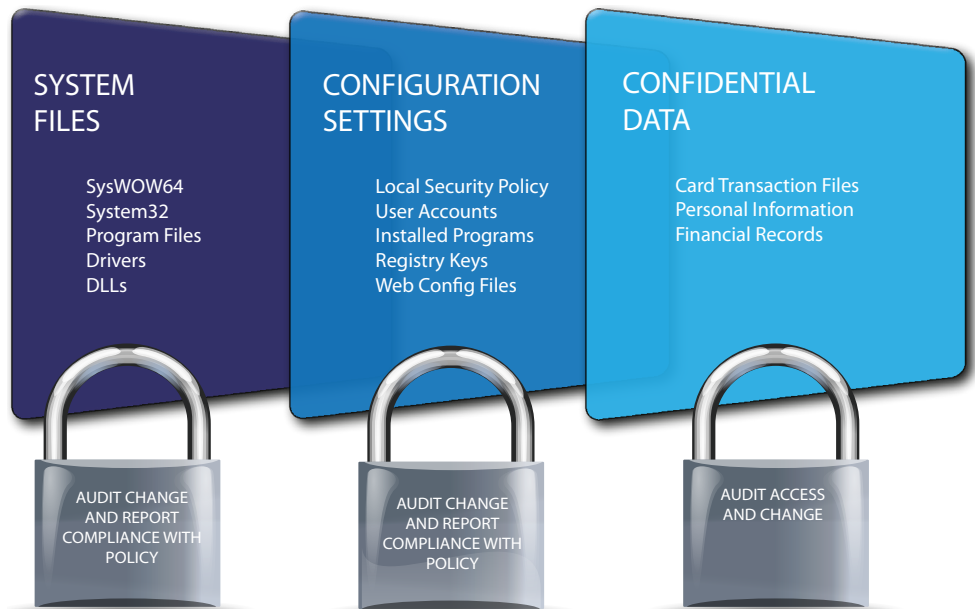 SYSTEM
FILES
SysWOW64
System32
Program Files
Drivers
DLLs
CONFIGURATION
SETTINGS
Local Security Policy
User Accounts
Installed Programs
Registry Keys
Web Config Files
CONFIDENTIAL
DATA
Card Transaction Files
Personal Information
Financial Records
AUDIT CHANGE
AND REPORT
COMPLIANCE WITH
POLICY
AUDIT CHANGE
AND REPORT
COMPLIANCE WITH
POLICY
AUDIT ACCESS
AND CHANGE